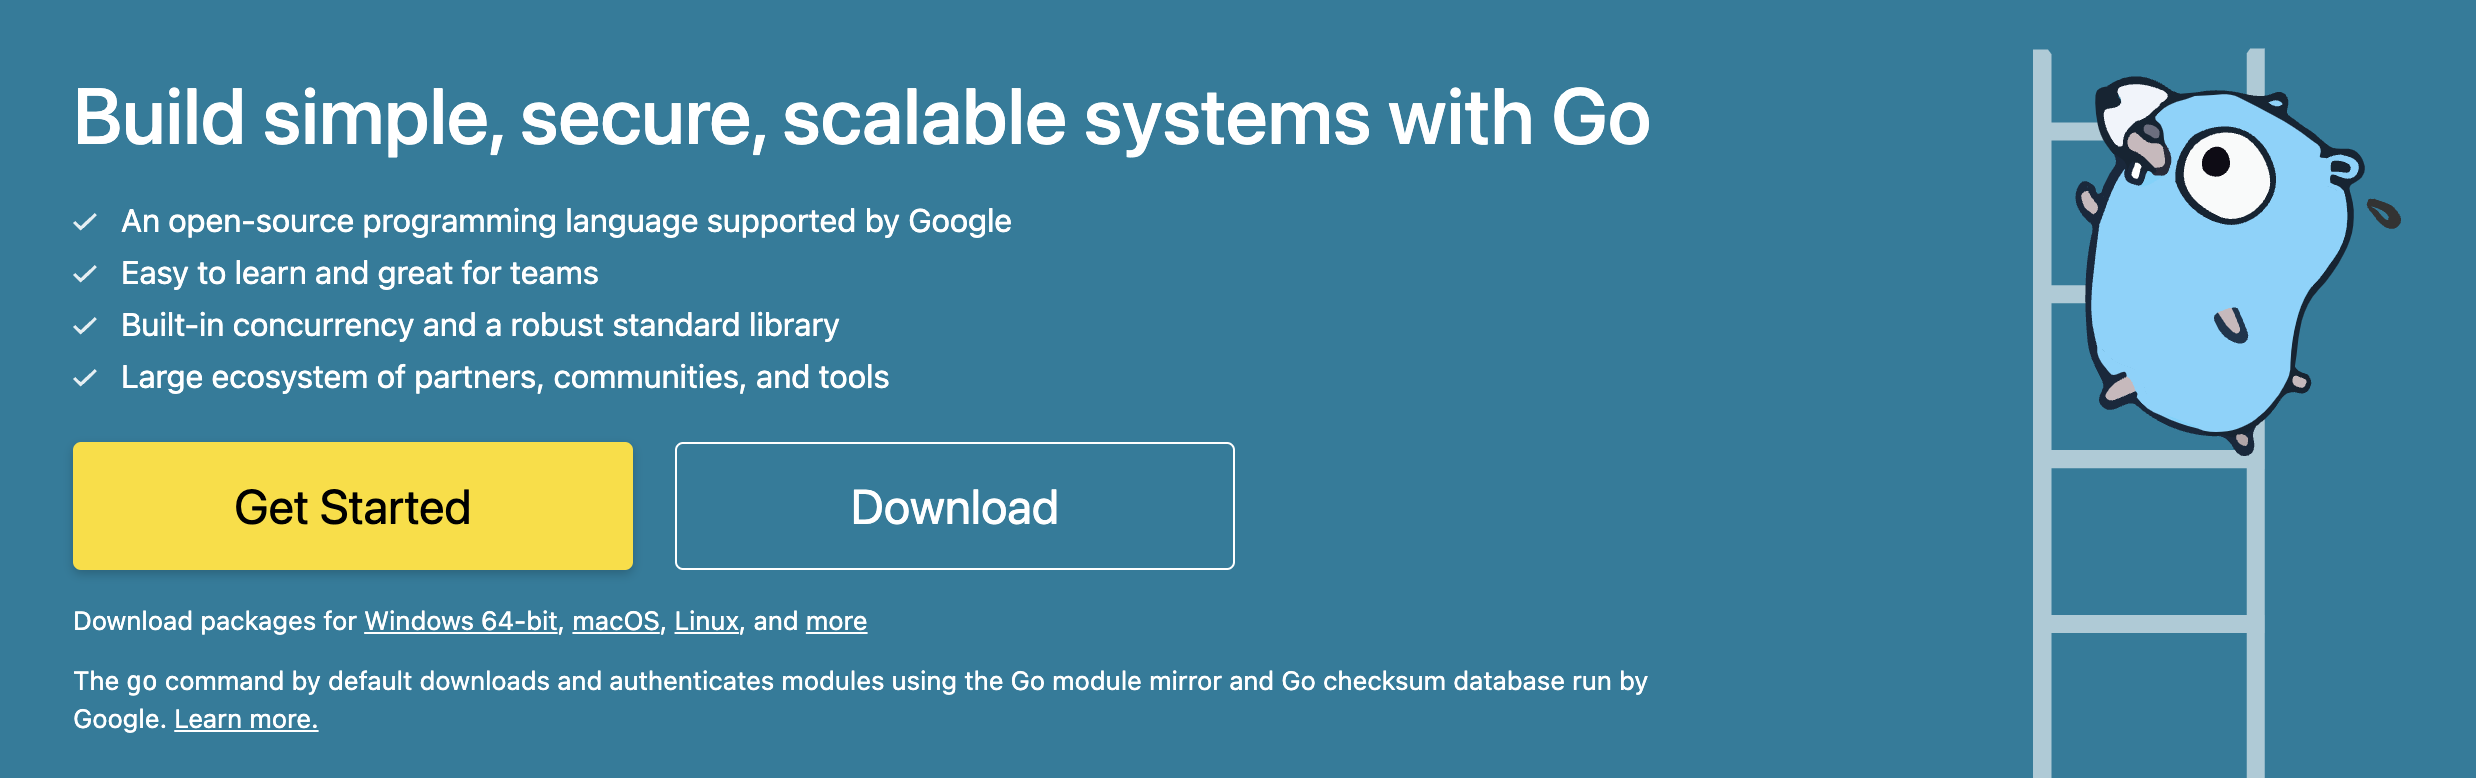 Build simple, secure, scalable systems with Go
An open-source programming language supported by Google
Easy to learn and great for teams
Built-in concurrency and a robust standard library
Large ecosystem of partners, communities, and tools
Get Started
Download
Download packages for Windows 64-bit, macOS, Linux, and more
The go command by default downloads and authenticates modules using the Go module mirror and Go checksum database run by
Google. Learn more.